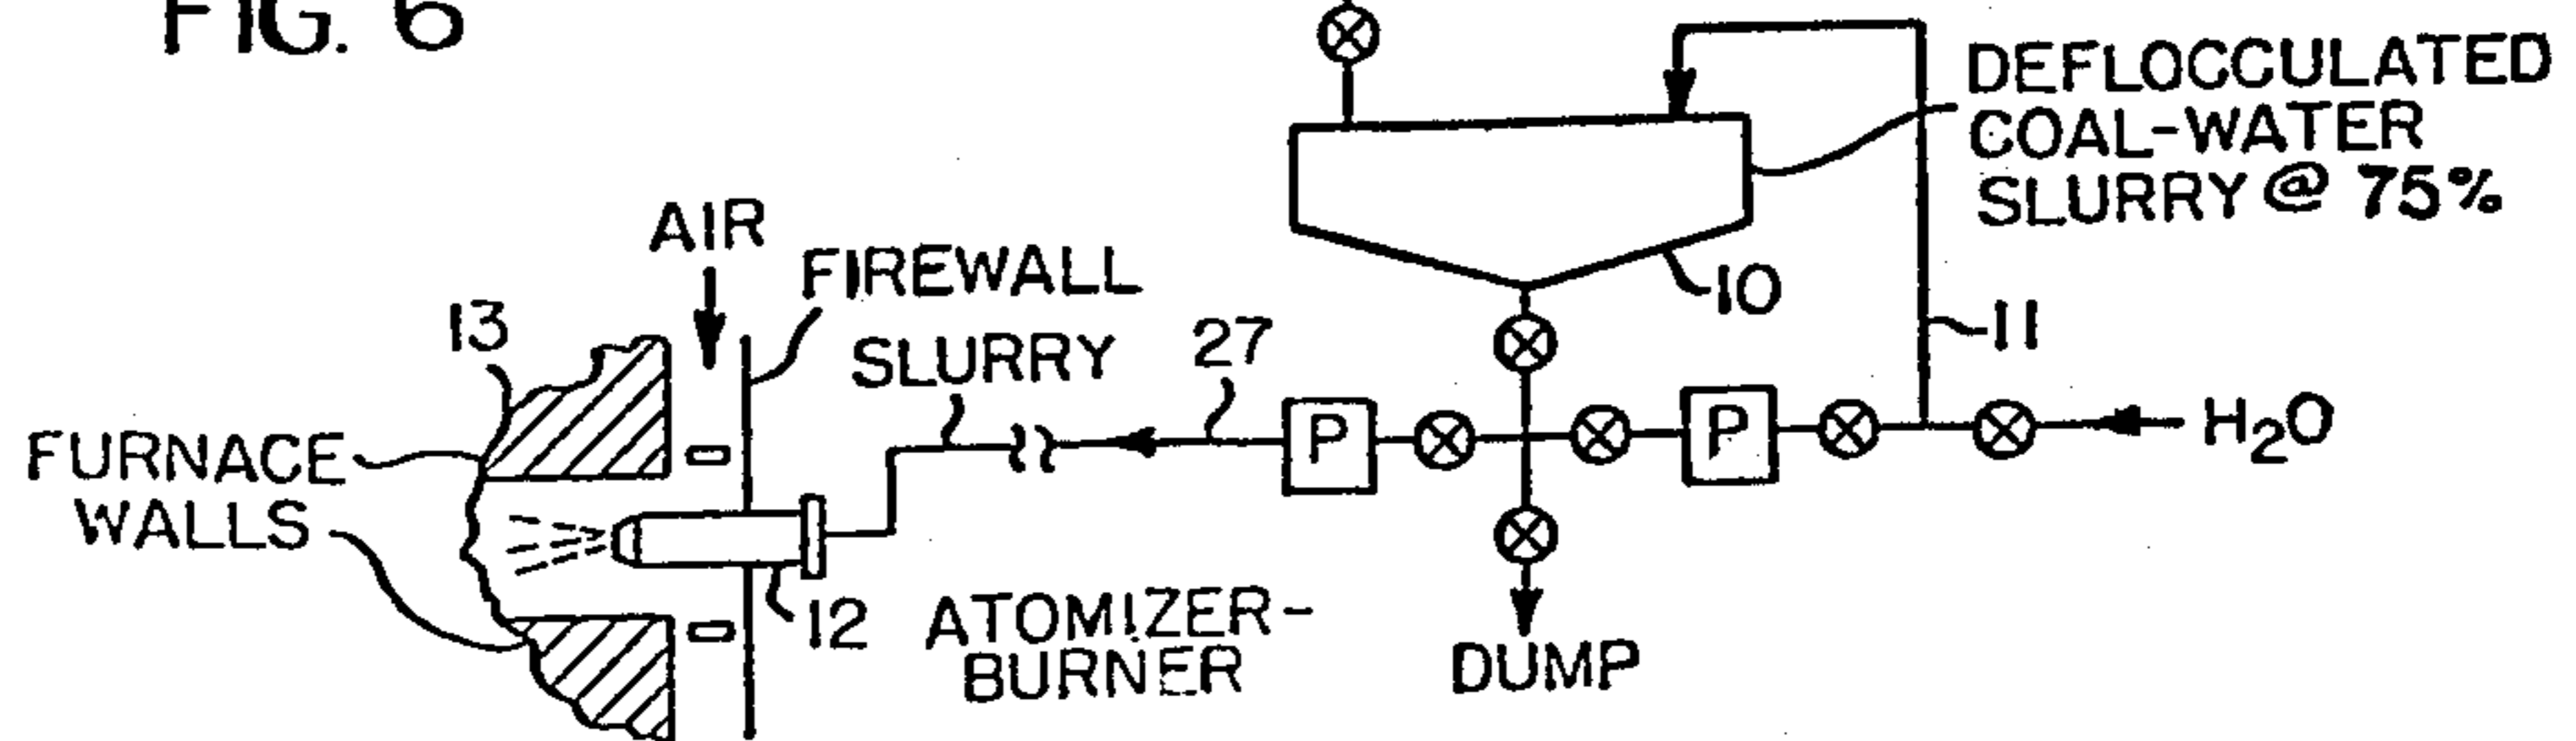 FIG. 6
DEFLOCCULATED
COAL-WATER
SLURRY @ 75%
AIR
FIREWALL
10
13
SLURRY
27
11
P
P
H2O
FURNACE
WALLS
12
ATOMIZER-
BURNER
DUMP